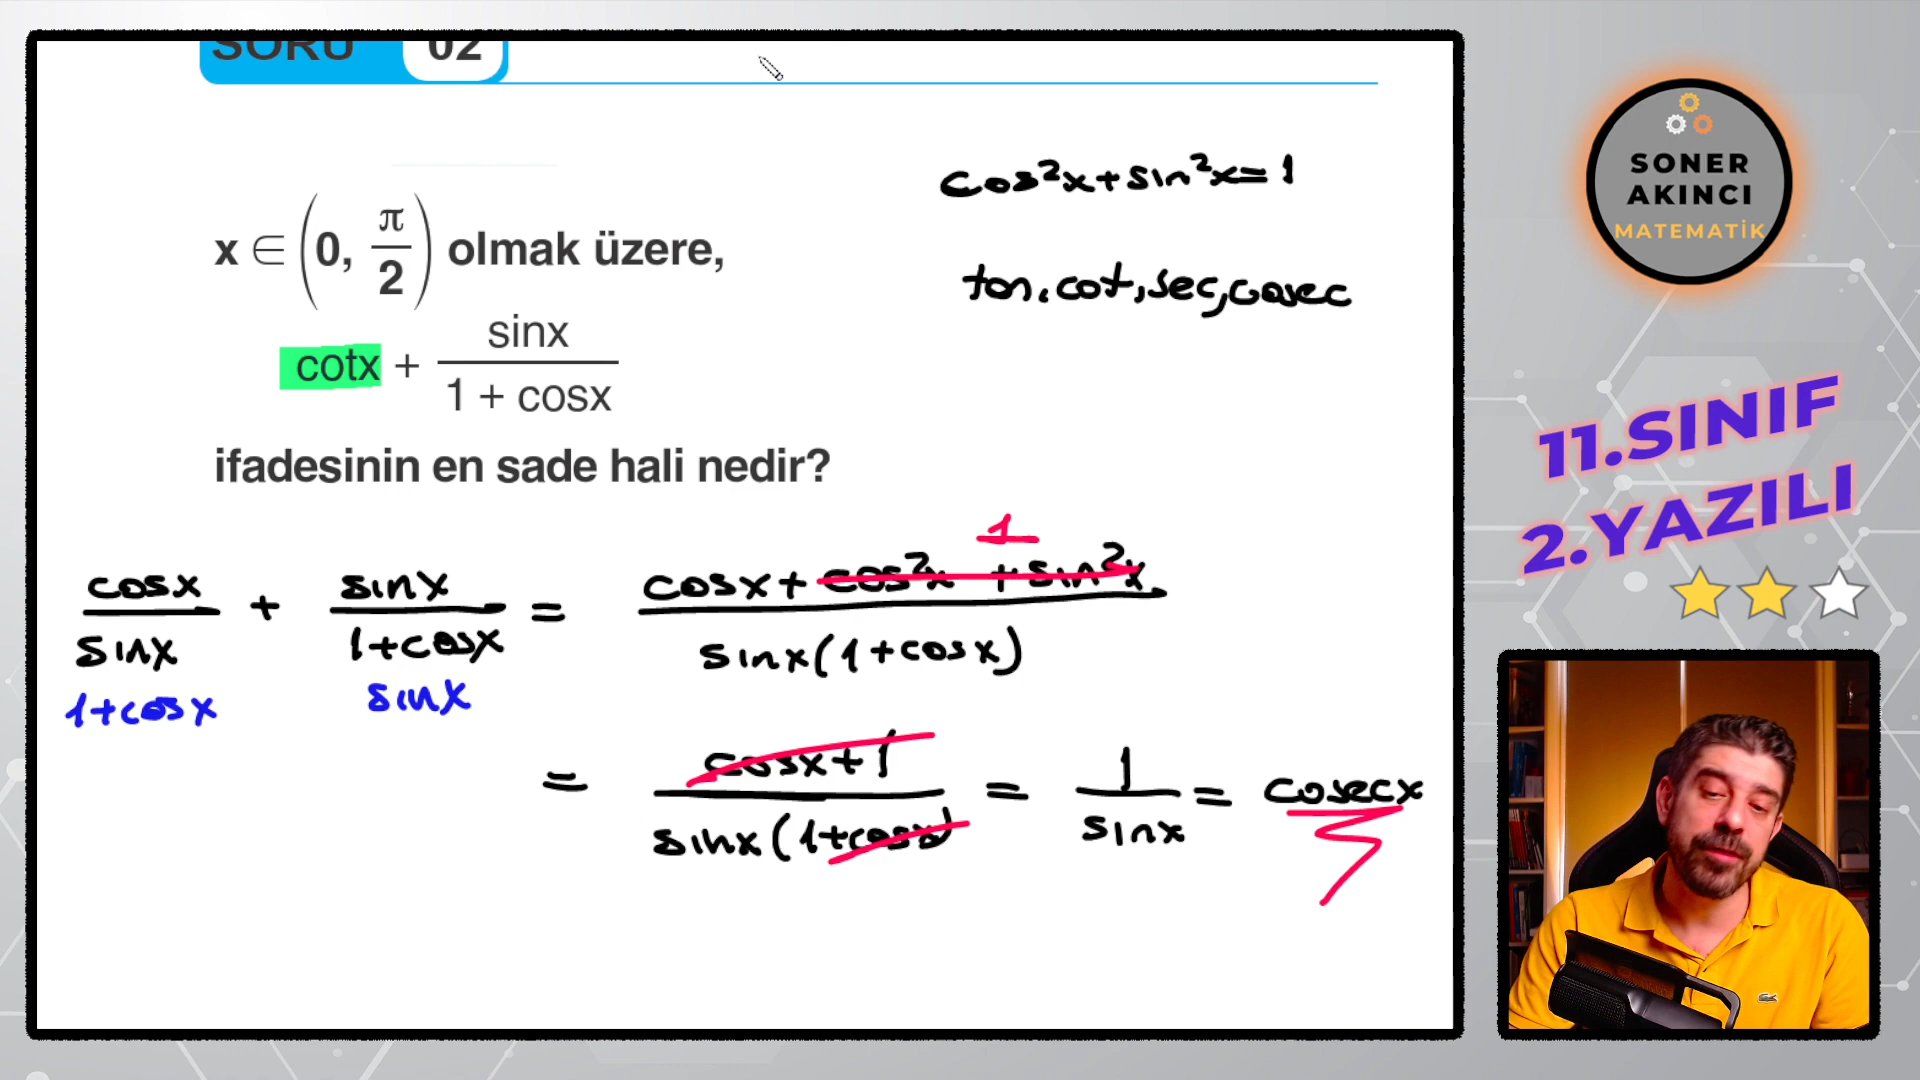 SORU 02
cos²x+sin²x=1
x ∈ (0, π/2) olmak üzere,
tan, cot, sec, cosec
cotx + sinx/(1 + cosx)
ifadesinin en sade hali nedir?
1
cosx/sinx + sinx/(1+cosx) = (cosx+cos²x+sin²x)/(sinx(1+cosx))
1+cosx sinx
= (cosx+1)/(sinx(1+cosx)) = 1/sinx = cosecx
SONER
AKINCI
MATEMATİK
11.SINIF
2.YAZILI